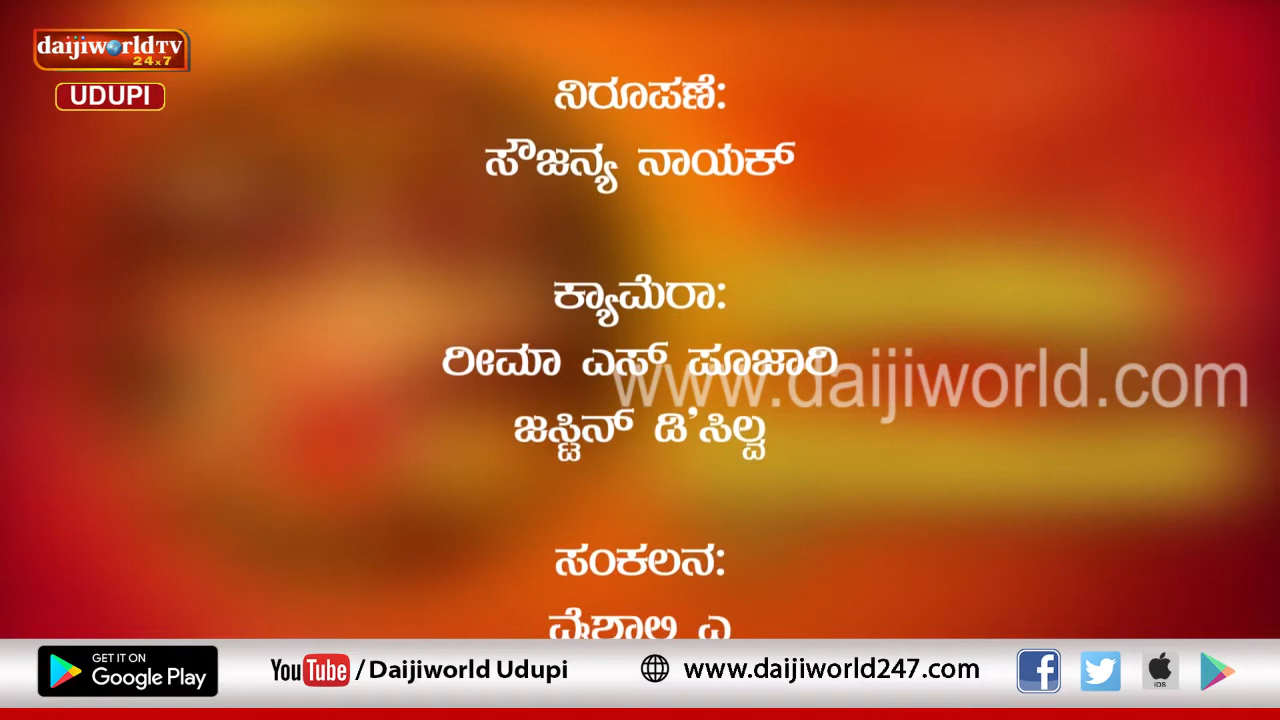 daijiworldTV
24x7
UDUPI
ನಿರೂಪಣೆ:
ಸೌಜನ್ಯ ನಾಯಕ್
ಕ್ಯಾಮೆರಾ:
ರೀಮಾ ಎಸ್ ಪೂಜಾರಿ
www.daijiworld.com
ಜಸ್ಟಿನ್ ಡಿ'ಸಿಲ್ವ
ಸಂಕಲನ:
ವೈಶಾಲಿ ಎ
GET IT ON
Google Play
YouTube /Daijiworld Udupi
www.daijiworld247.com
iOS